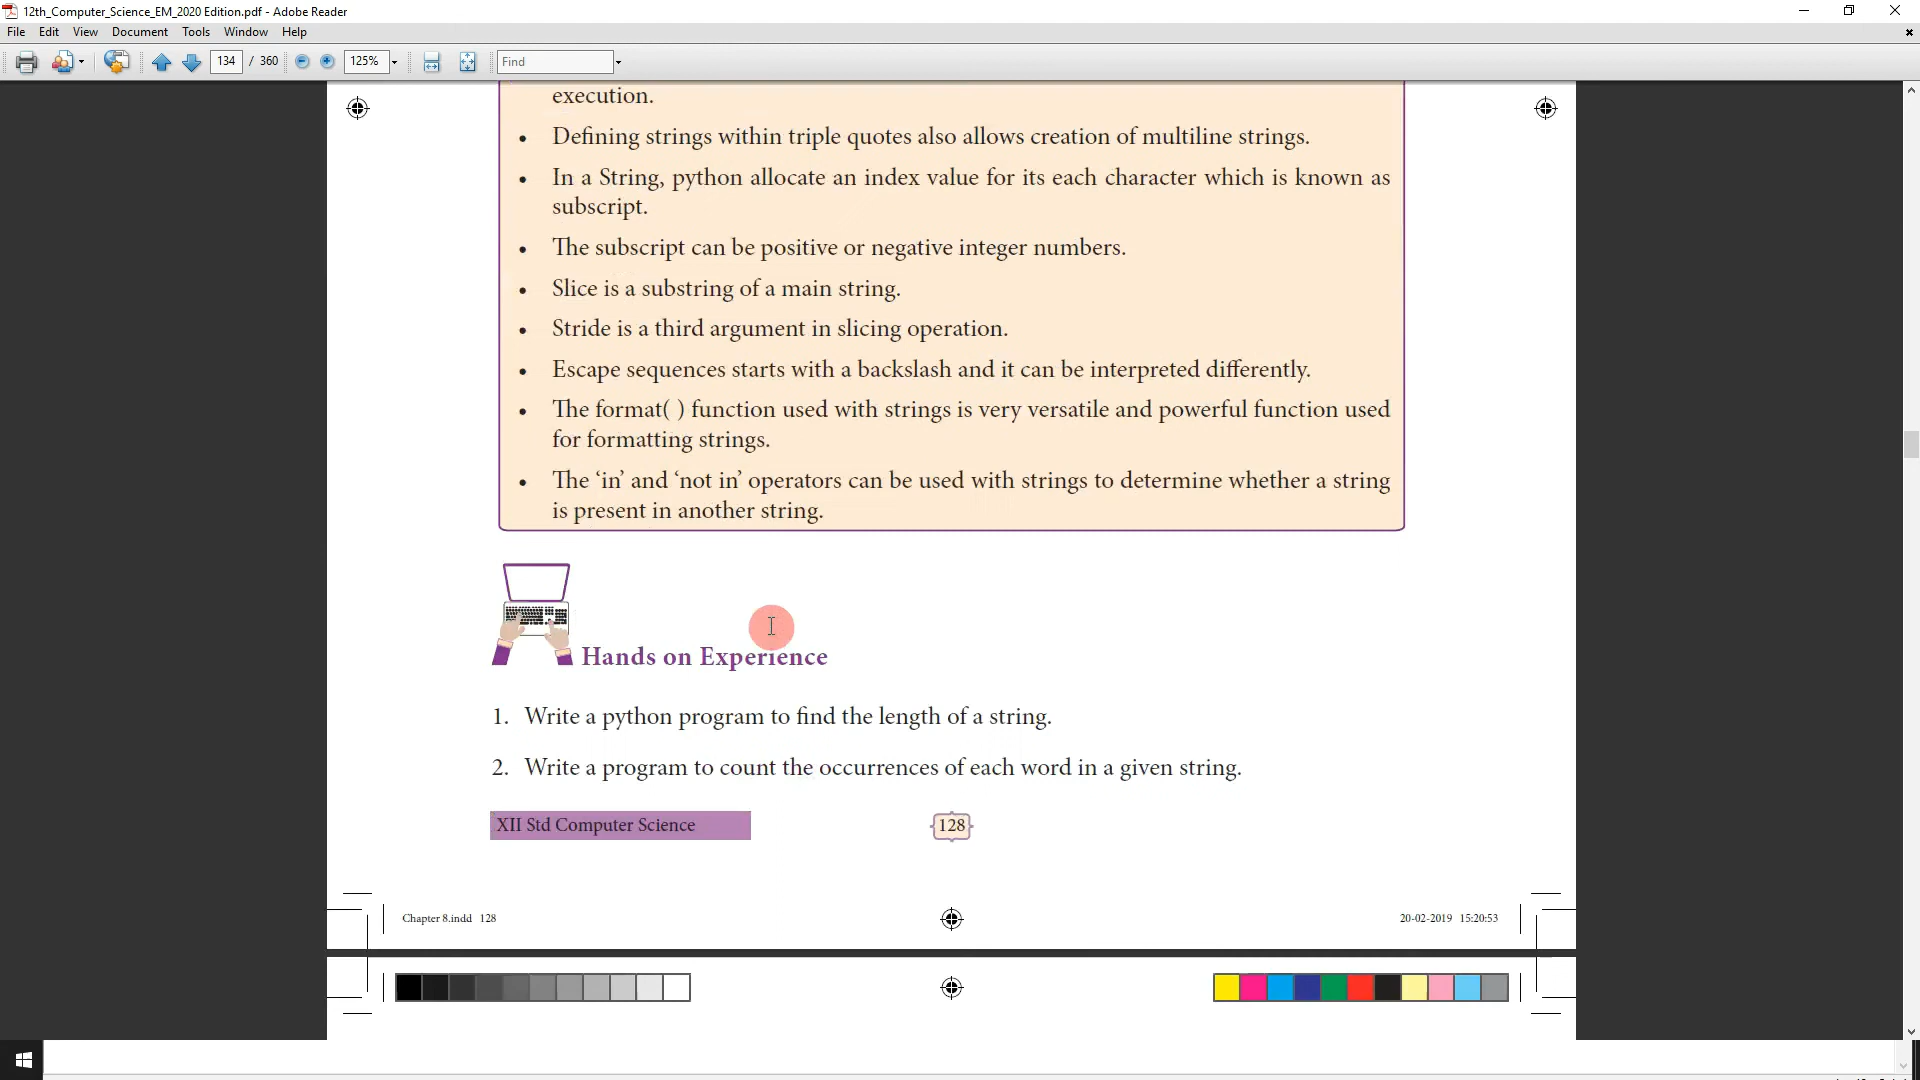 12th_Computer_Science_EM_2020 Edition.pdf - Adobe Reader
File Edit View Document Tools Window Help
134 / 360 125% Find
execution.
• Defining strings within triple quotes also allows creation of multiline strings.
• In a String, python allocate an index value for its each character which is known as
subscript.
• The subscript can be positive or negative integer numbers.
• Slice is a substring of a main string.
• Stride is a third argument in slicing operation.
• Escape sequences starts with a backslash and it can be interpreted differently.
• The format( ) function used with strings is very versatile and powerful function used
for formatting strings.
• The ‘in’ and ‘not in’ operators can be used with strings to determine whether a string
is present in another string.
Hands on Experience
1. Write a python program to find the length of a string.
2. Write a program to count the occurrences of each word in a given string.
XII Std Computer Science 128
Chapter 8.indd 128 20-02-2019 15:20:53